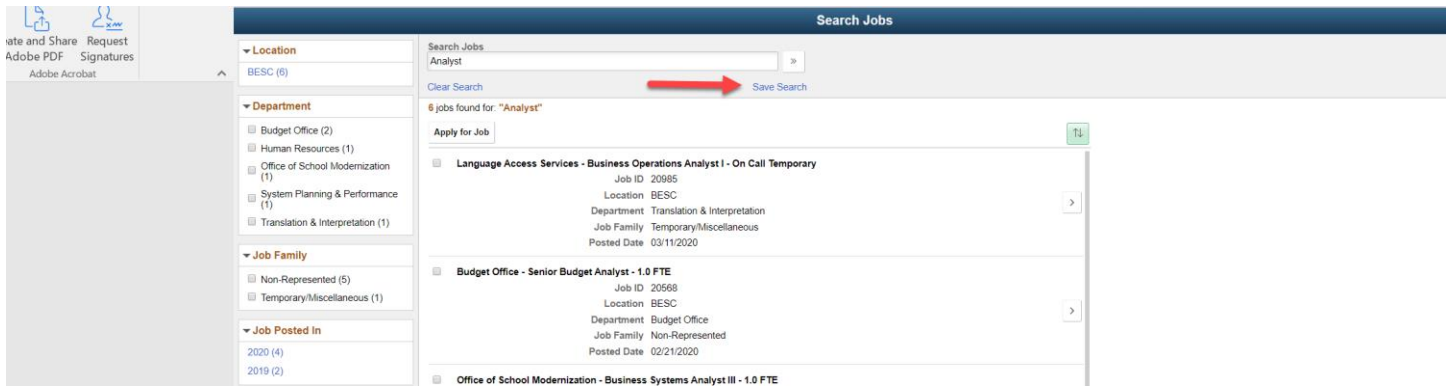 ate and Share
Adobe PDF
Request
Signatures
Adobe Acrobat
Search Jobs
Location
BESC (6)
Department
Budget Office (2)
Human Resources (1)
Office of School Modernization
(1)
System Planning & Performance
(1)
Translation & Interpretation (1)
Job Family
Non-Represented (5)
Temporary/Miscellaneous (1)
Job Posted In
2020 (4)
2019 (2)
Search Jobs
Analyst
»
Clear Search
Save Search
6 jobs found for: "Analyst"
Apply for Job
Language Access Services - Business Operations Analyst I - On Call Temporary
Job ID 20985
Location BESC
Department Translation & Interpretation
Job Family Temporary/Miscellaneous
Posted Date 03/11/2020
Budget Office - Senior Budget Analyst - 1.0 FTE
Job ID 20568
Location BESC
Department Budget Office
Job Family Non-Represented
Posted Date 02/21/2020
Office of School Modernization - Business Systems Analyst III - 1.0 FTE